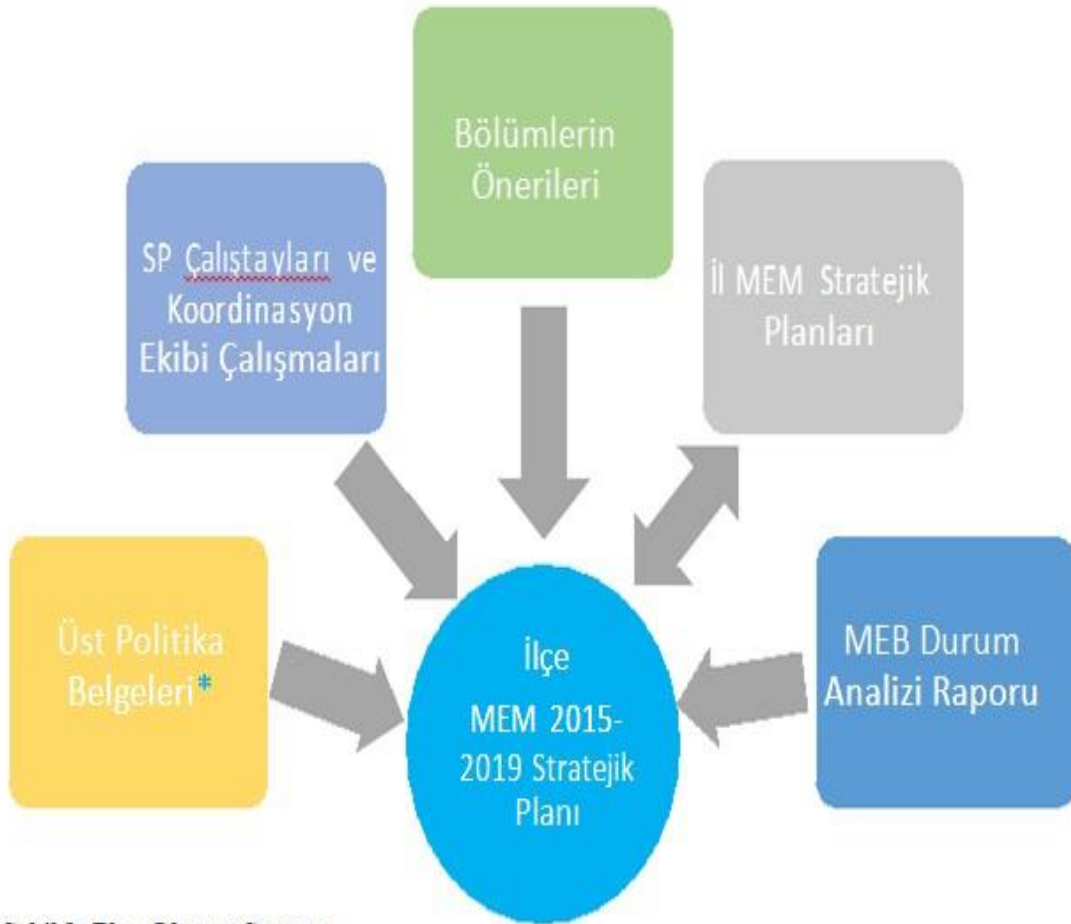 Bölümlerin
Önerileri
SP Çalıştayları ve
Koordinasyon
Ekibi Çalışmaları
İl MEM Stratejik
Planları
Üst Politika
Belgeleri*
İlçe
MEM 2015-
2019 Stratejik
Planı
MEB Durum
Analizi Raporu